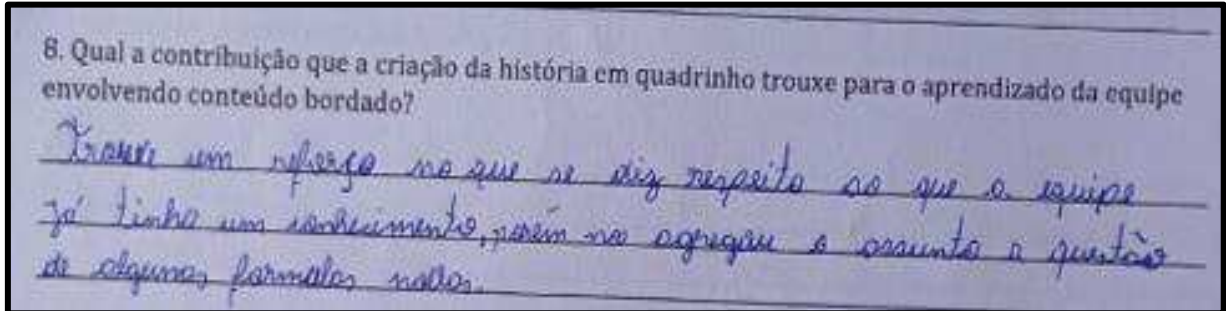 8. Qual a contribuição que a criação da história em quadrinho trouxe para o aprendizado da equipe
envolvendo conteúdo bordado?
Trouxe um reforço no que se diz respeito ao que a equipe
já tinha um conhecimento, porém no agregou o assunto a questão
de algumas formulas